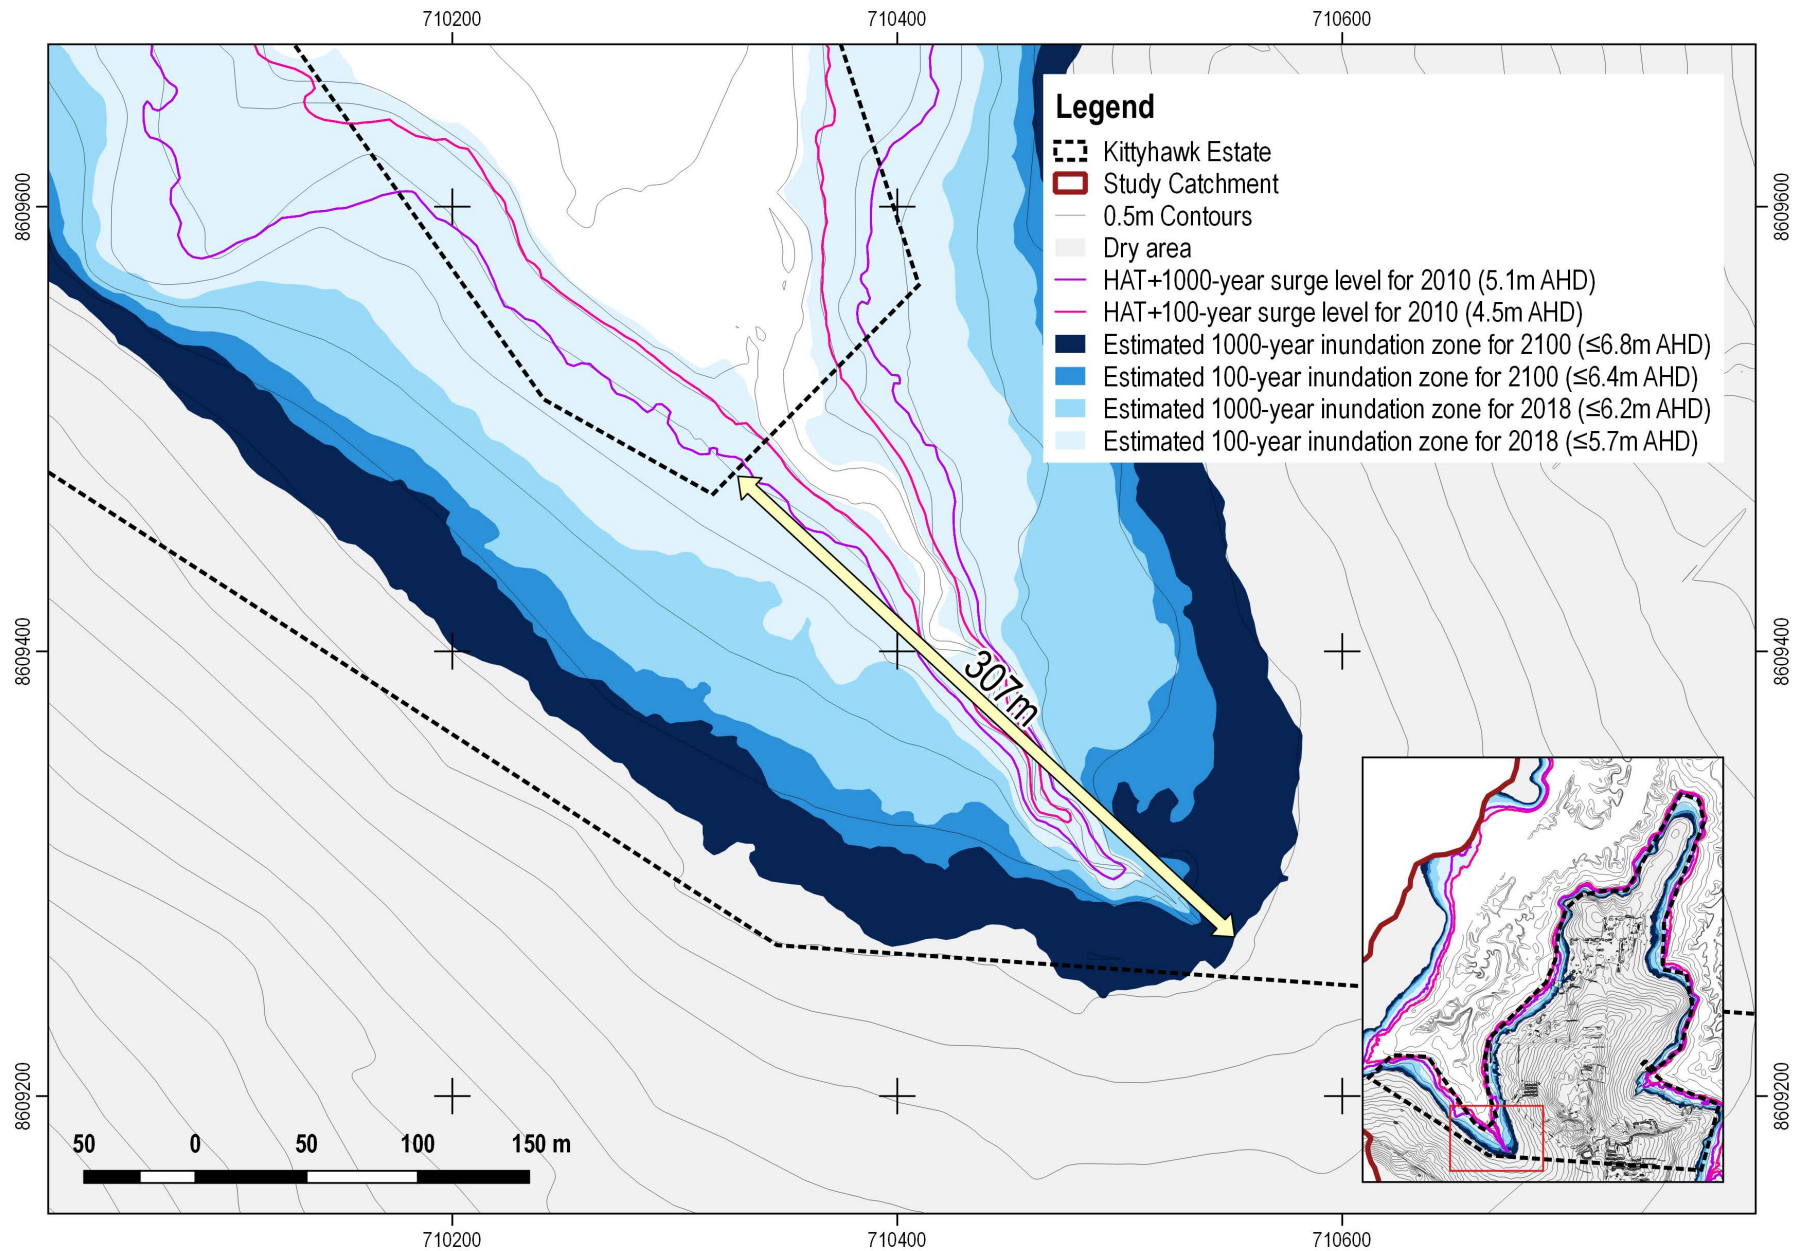 710200 710400 710600
Legend
Kittyhawk Estate
Study Catchment
0.5m Contours
Dry area
HAT+1000-year surge level for 2010 (5.1m AHD)
HAT+100-year surge level for 2010 (4.5m AHD)
Estimated 1000-year inundation zone for 2100 (≤6.8m AHD)
Estimated 100-year inundation zone for 2100 (≤6.4m AHD)
Estimated 1000-year inundation zone for 2018 (≤6.2m AHD)
Estimated 100-year inundation zone for 2018 (≤5.7m AHD)
8609600 8609600
8609400 8609400
307m
8609200 8609200
50 0 50 100 150 m
710200 710400 710600